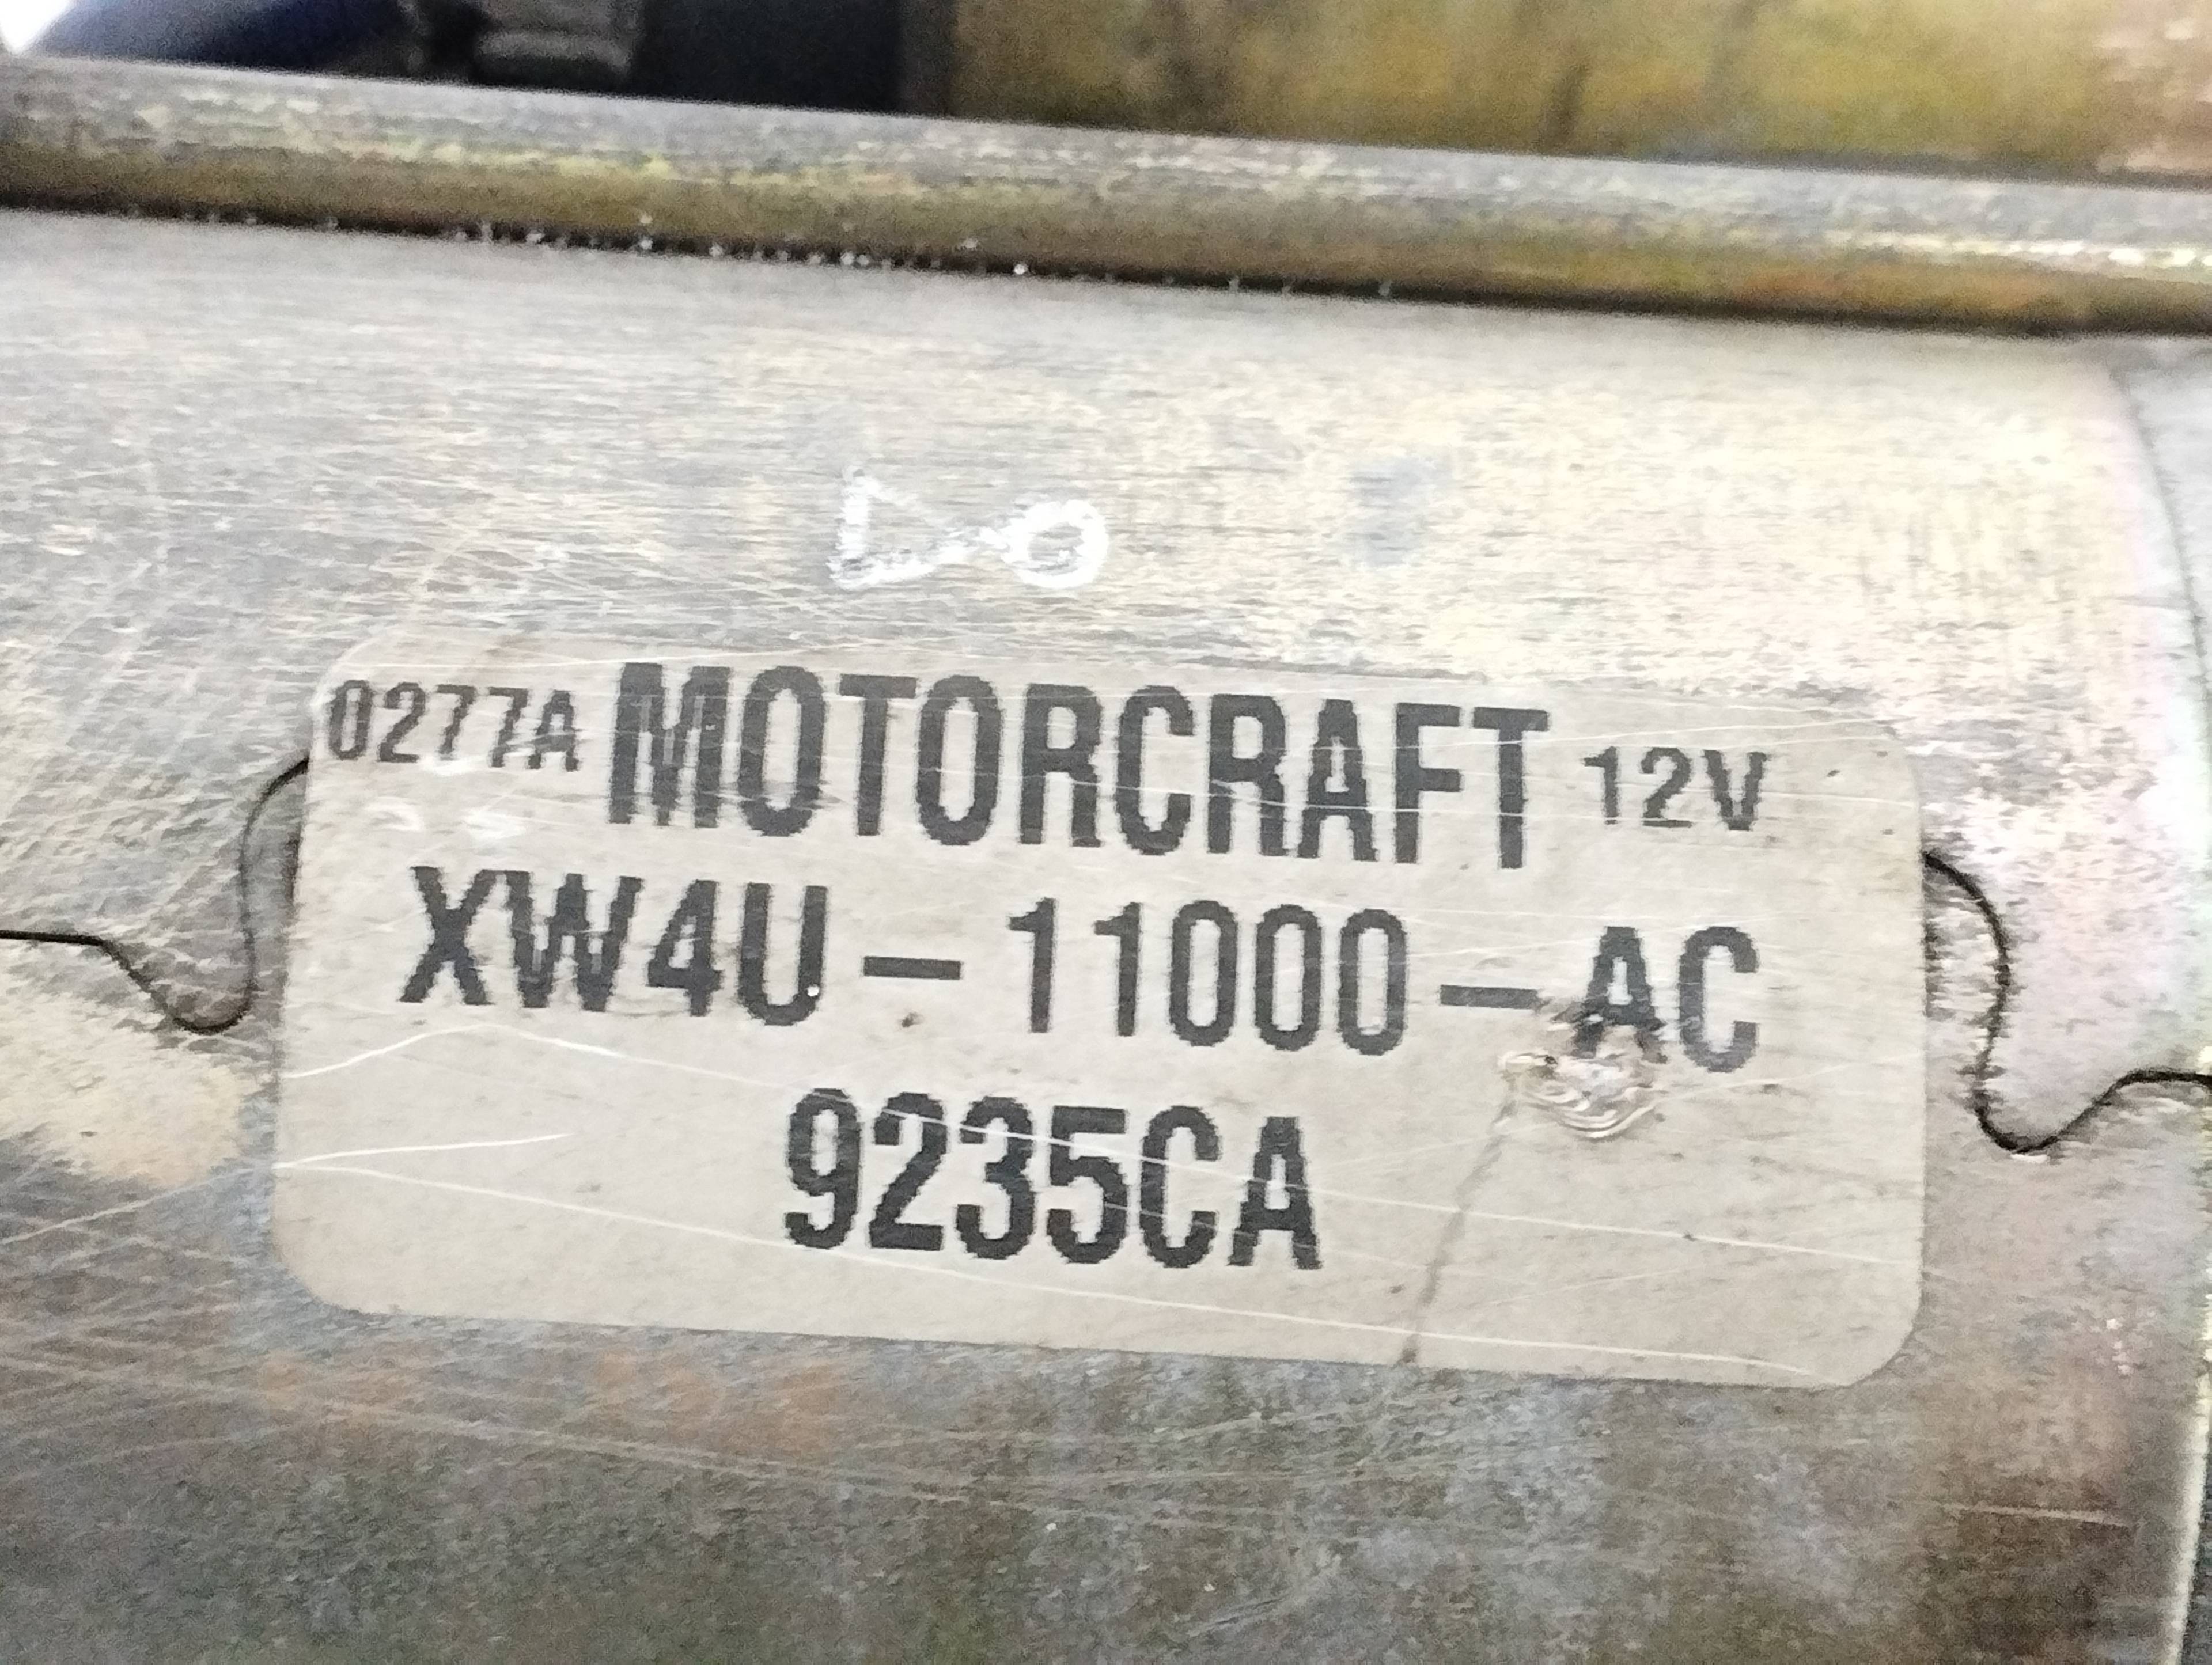 0277A MOTORCRAFT 12V
XW4U-11000-AC
9235CA